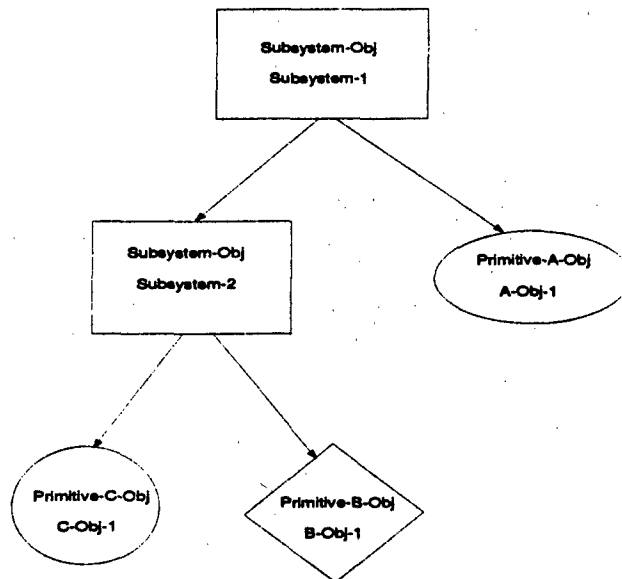 Subsystem-Obj
Subsystem-1
Subsystem-Obj
Subsystem-2
Primitive-A-Obj
A-Obj-1
Primitive-C-Obj
C-Obj-1
Primitive-B-Obj
B-Obj-1